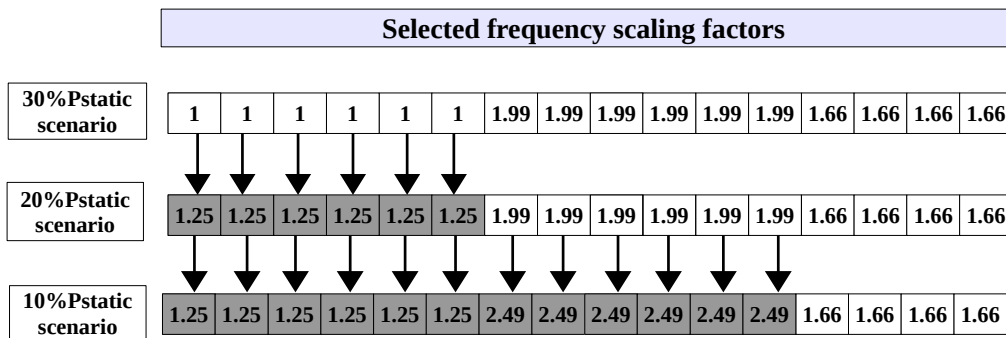 Selected frequency scaling factors
30%Pstatic
scenario
1 1 1 1 1 1 1.99 1.99 1.99 1.99 1.99 1.99 1.66 1.66 1.66 1.66
20%Pstatic
scenario
1.25 1.25 1.25 1.25 1.25 1.25 1.99 1.99 1.99 1.99 1.99 1.99 1.66 1.66 1.66 1.66
10%Pstatic
scenario
1.25 1.25 1.25 1.25 1.25 1.25 2.49 2.49 2.49 2.49 2.49 2.49 1.66 1.66 1.66 1.66